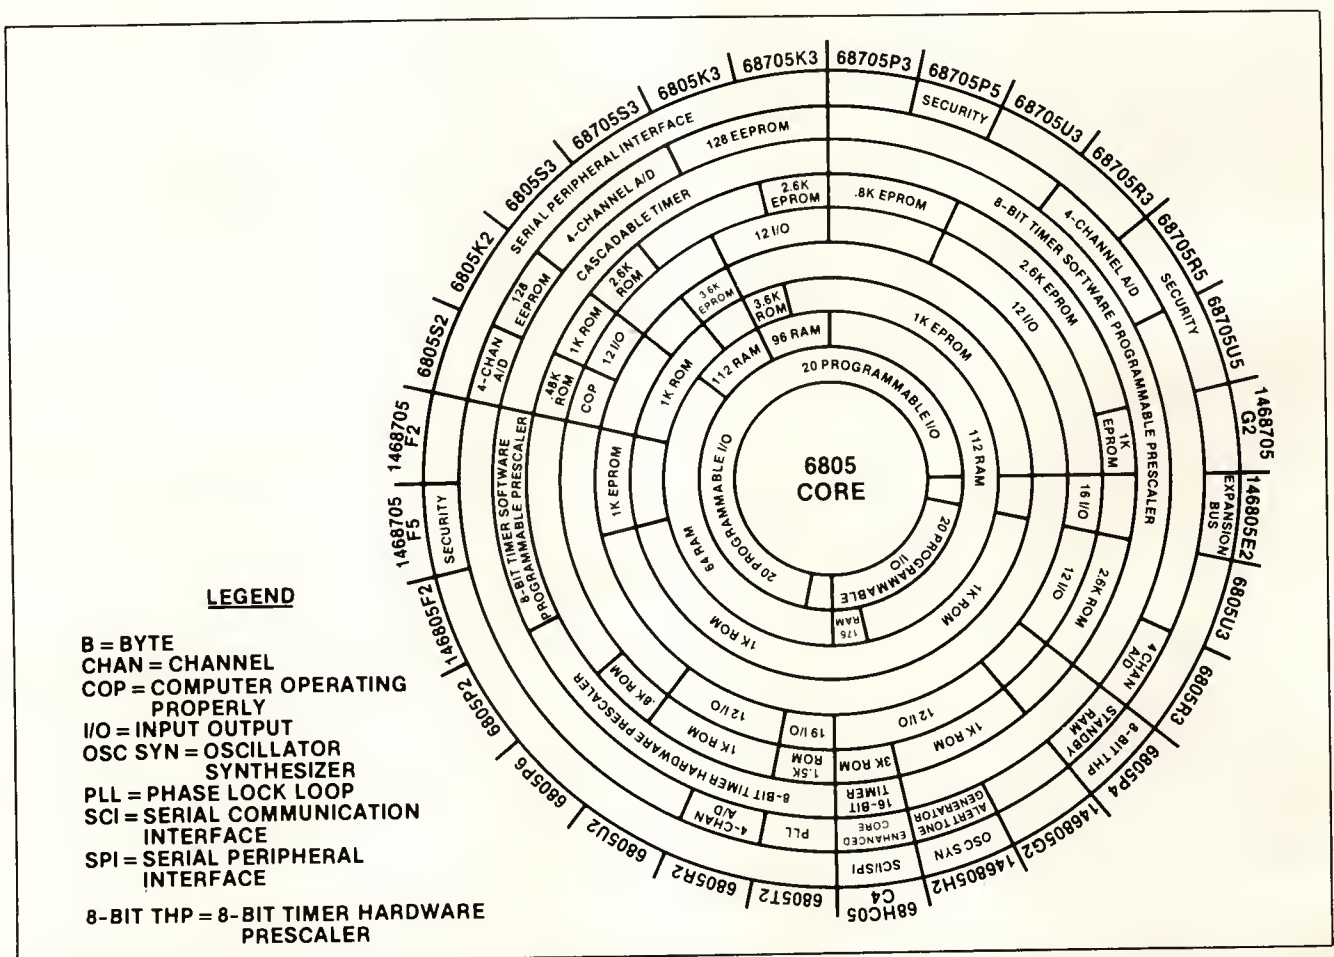 68705P3
68705P5
68705U3
68705R3
68705R5
68705U5
1468705
G2
146805E2
6805U3
6805R3
6805P4
146805G2
146805H2
68HC05
C4
6805T2
6805R2
6805U2
6805P6
6805P2
146805F2
1468705
F5
1468705
F2
6805S2
6805K2
6805S3
68705S3
6805K3
68705K3
SECURITY
4-CHANNEL A/D
SECURITY
8-BIT TIMER SOFTWARE PROGRAMMABLE PRESCALER
.8K EPROM
2.6K EPROM
12 I/O
1K
EPROM
1K EPROM
112 RAM
20 PROGRAMMABLE I/O
6805
CORE
EXPANSION
BUS
16 I/O
12 I/O
2.6K ROM
4 CHAN
A/D
STANDBY
RAM
8-BIT THP
1K ROM
20 PROGRAMMABLE
I/O
176
RAM
12 I/O
1K ROM
3K ROM
16-BIT
TIMER
ALERT TONE
GENERATOR
ENHANCED
CORE
OSC SYN
SCI/SPI
19 I/O
1.5K
ROM
8-BIT TIMER HARDWARE PRESCALER
PLL
4-CHAN
A/D
12 I/O
1K ROM
.8K ROM
1K ROM
64 RAM
20 PROGRAMMABLE I/O
SECURITY
8-BIT TIMER SOFTWARE
PROGRAMMABLE PRESCALER
1K EPROM
COP
.48K
ROM
4-CHAN
A/D
128
EEPROM
1K ROM
12 I/O
2.6K
ROM
1K ROM
3.6K
EPROM
3.6K
ROM
112 RAM
96 RAM
12 I/O
2.6K
EPROM
CASCADABLE TIMER
4-CHANNEL A/D
128 EEPROM
SERIAL PERIPHERAL INTERFACE
LEGEND
B = BYTE
CHAN = CHANNEL
COP = COMPUTER OPERATING
PROPERLY
I/O = INPUT OUTPUT
OSC SYN = OSCILLATOR
SYNTHESIZER
PLL = PHASE LOCK LOOP
SCI = SERIAL COMMUNICATION
INTERFACE
SPI = SERIAL PERIPHERAL
INTERFACE
8-BIT THP = 8-BIT TIMER HARDWARE
PRESCALER